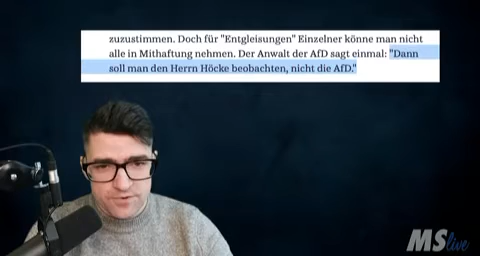 zuzustimmen. Doch für "Entgleisungen" Einzelner könne man nicht
alle in Mithaftung nehmen. Der Anwalt der AfD sagt einmal: "Dann
soll man den Herrn Höcke beobachten, nicht die AfD."
MSlive